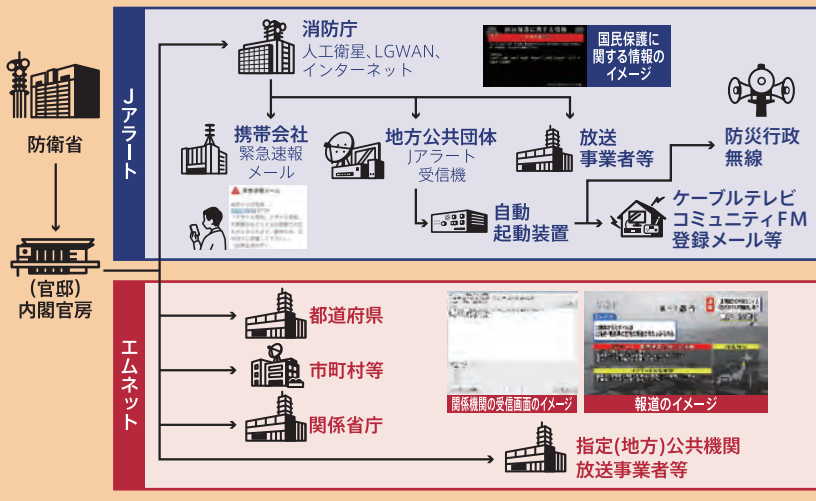 防衛省
(官邸)
内閣官房
Jアラート
消防庁
人工衛星、LGWAN、
インターネット
国民保護に
関する情報の
イメージ
携帯会社
緊急速報
メール
緊急速報メール
地方公共団体
Jアラート
受信機
放送
事業者等
防災行政
無線
自動
起動装置
ケーブルテレビ
コミュニティFM
登録メール等
エムネット
都道府県
市町村等
関係省庁
関係機関の受信画面のイメージ
報道のイメージ
指定(地方)公共機関
放送事業者等